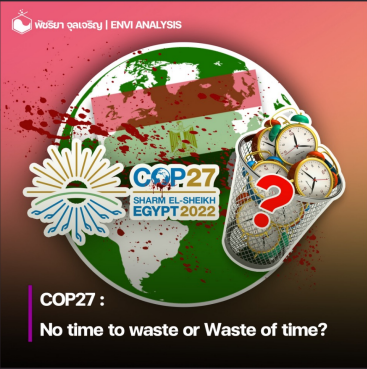 พัชริยา จุลเจริญ | ENVI ANALYSIS
COP27
SHARM EL-SHEIKH
EGYPT 2022
?
COP27 :
No time to waste or Waste of time?